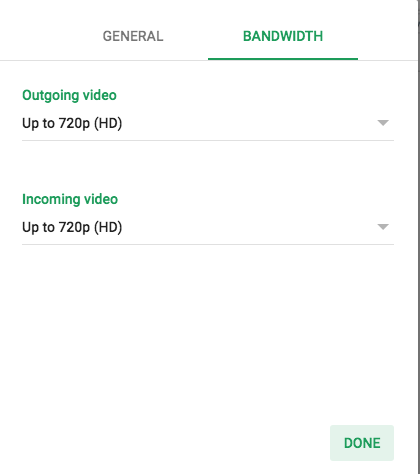 GENERAL BANDWIDTH
Outgoing video
Up to 720p (HD)
Incoming video
Up to 720p (HD)
DONE